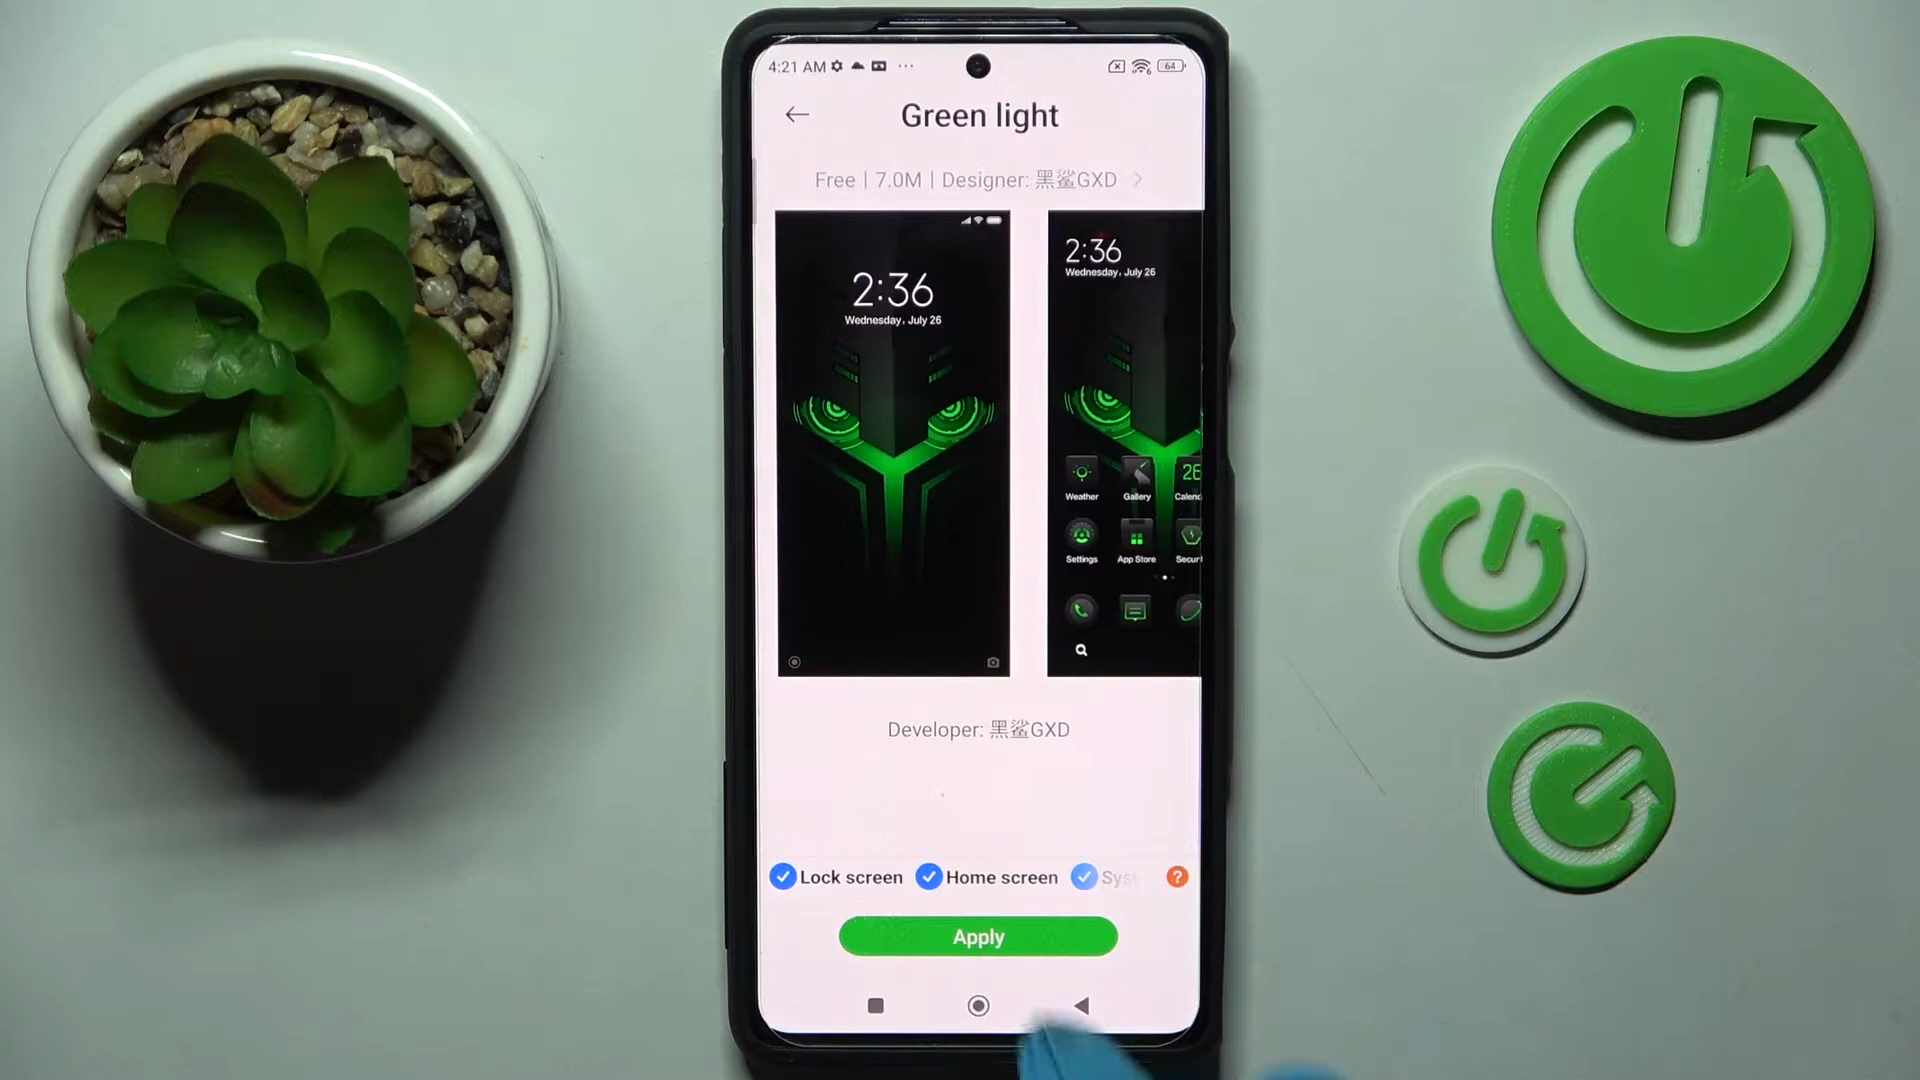 4:21 AM ... 64
Green light
Free | 7.0M | Designer: 黑鲨GXD
2:36
Wednesday, July 26
2:36
Wednesday, July 26
Weather Gallery
Settings App Store
Developer: 黑鲨GXD
Lock screen Home screen ?
Apply